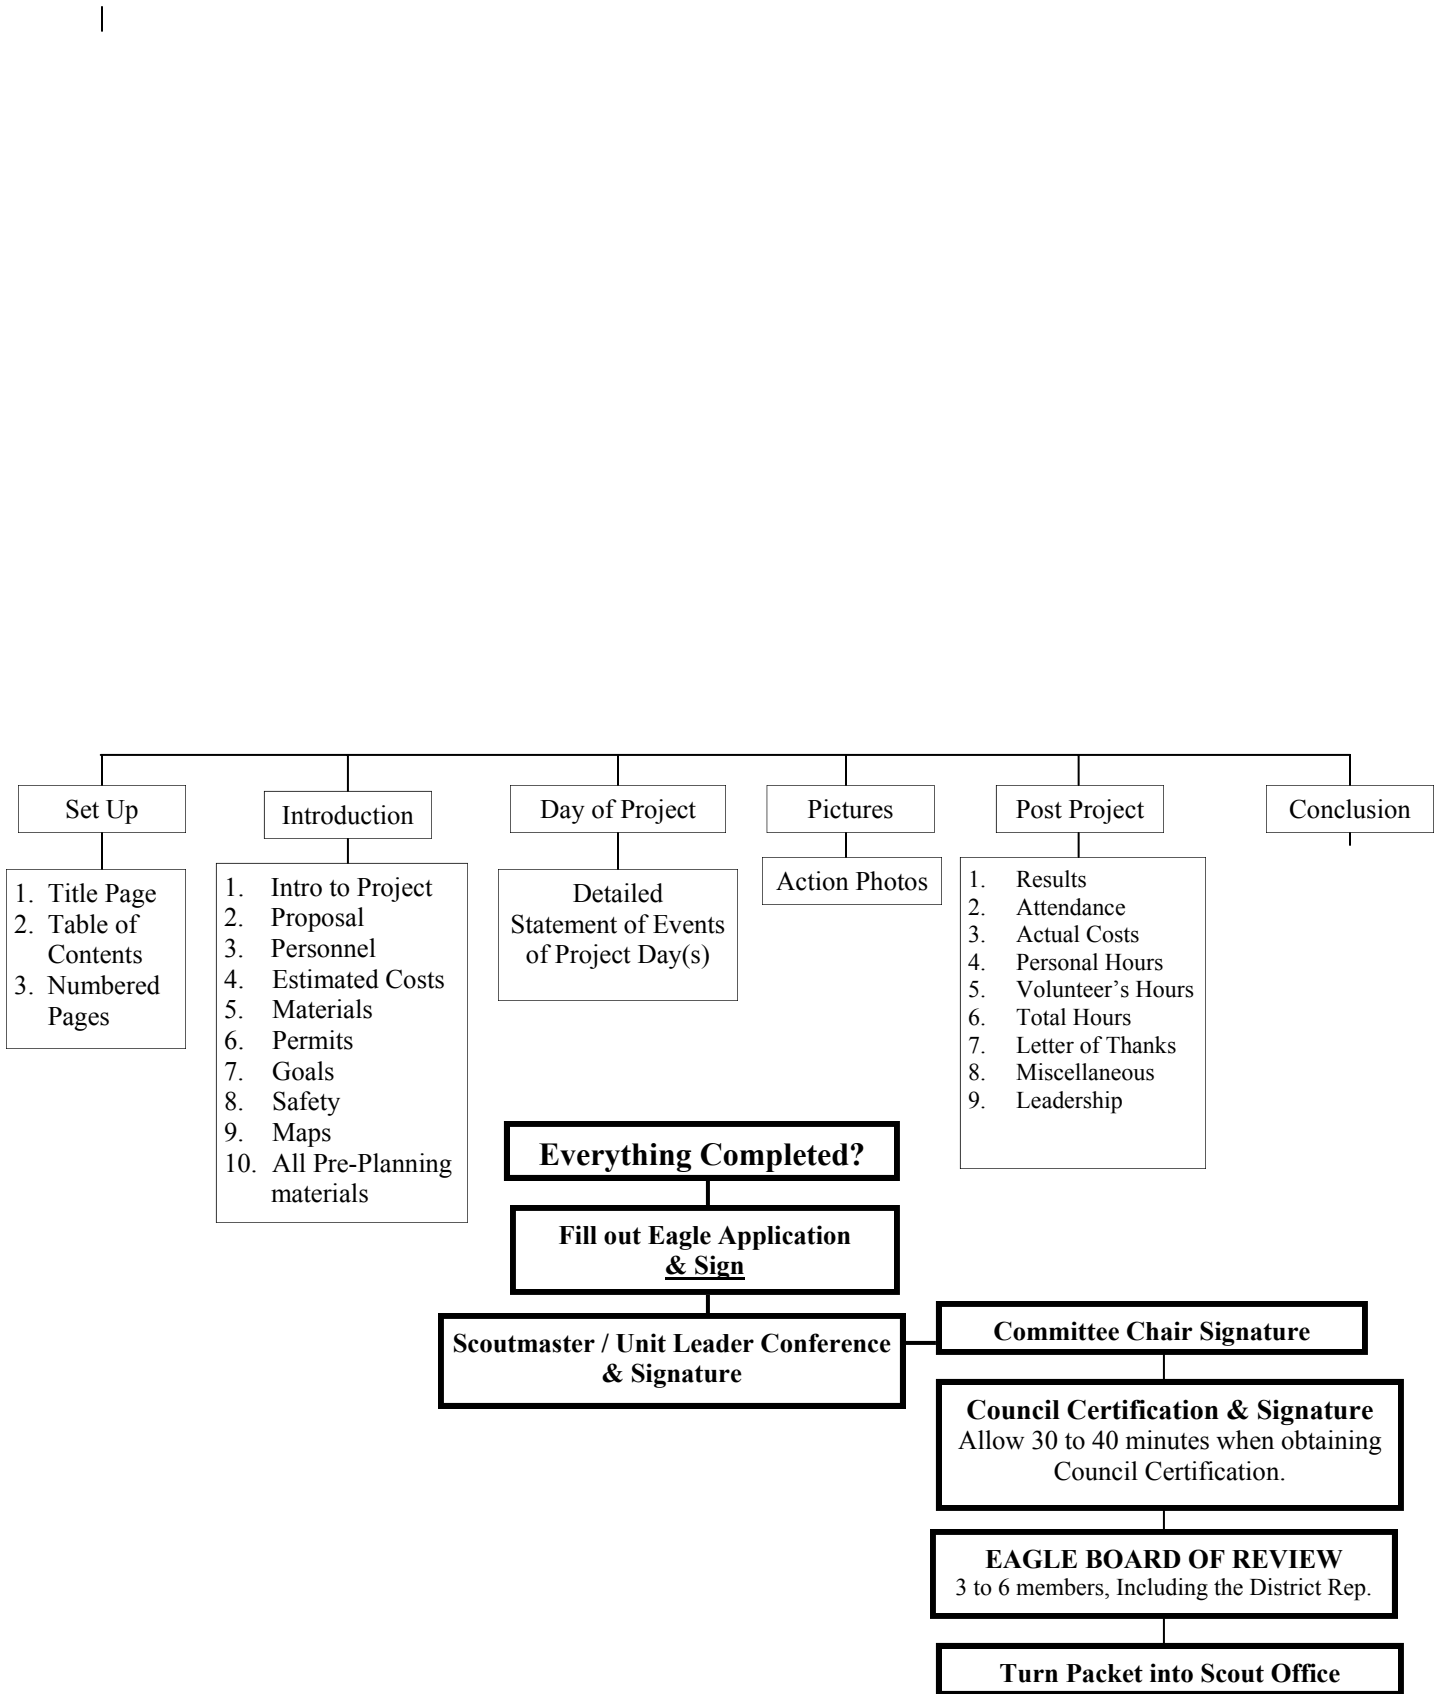 Set Up
Introduction
Day of Project
Pictures
Post Project
Conclusion
1. Title Page
2. Table of
Contents
3. Numbered
Pages
1. Intro to Project
2. Proposal
3. Personnel
4. Estimated Costs
5. Materials
6. Permits
7. Goals
8. Safety
9. Maps
10. All Pre-Planning
materials
Detailed
Statement of Events
of Project Day(s)
Action Photos
1. Results
2. Attendance
3. Actual Costs
4. Personal Hours
5. Volunteer’s Hours
6. Total Hours
7. Letter of Thanks
8. Miscellaneous
9. Leadership
Everything Completed?
Fill out Eagle Application
& Sign
Scoutmaster / Unit Leader Conference
& Signature
Committee Chair Signature
Council Certification & Signature
Allow 30 to 40 minutes when obtaining
Council Certification.
EAGLE BOARD OF REVIEW
3 to 6 members, Including the District Rep.
Turn Packet into Scout Office